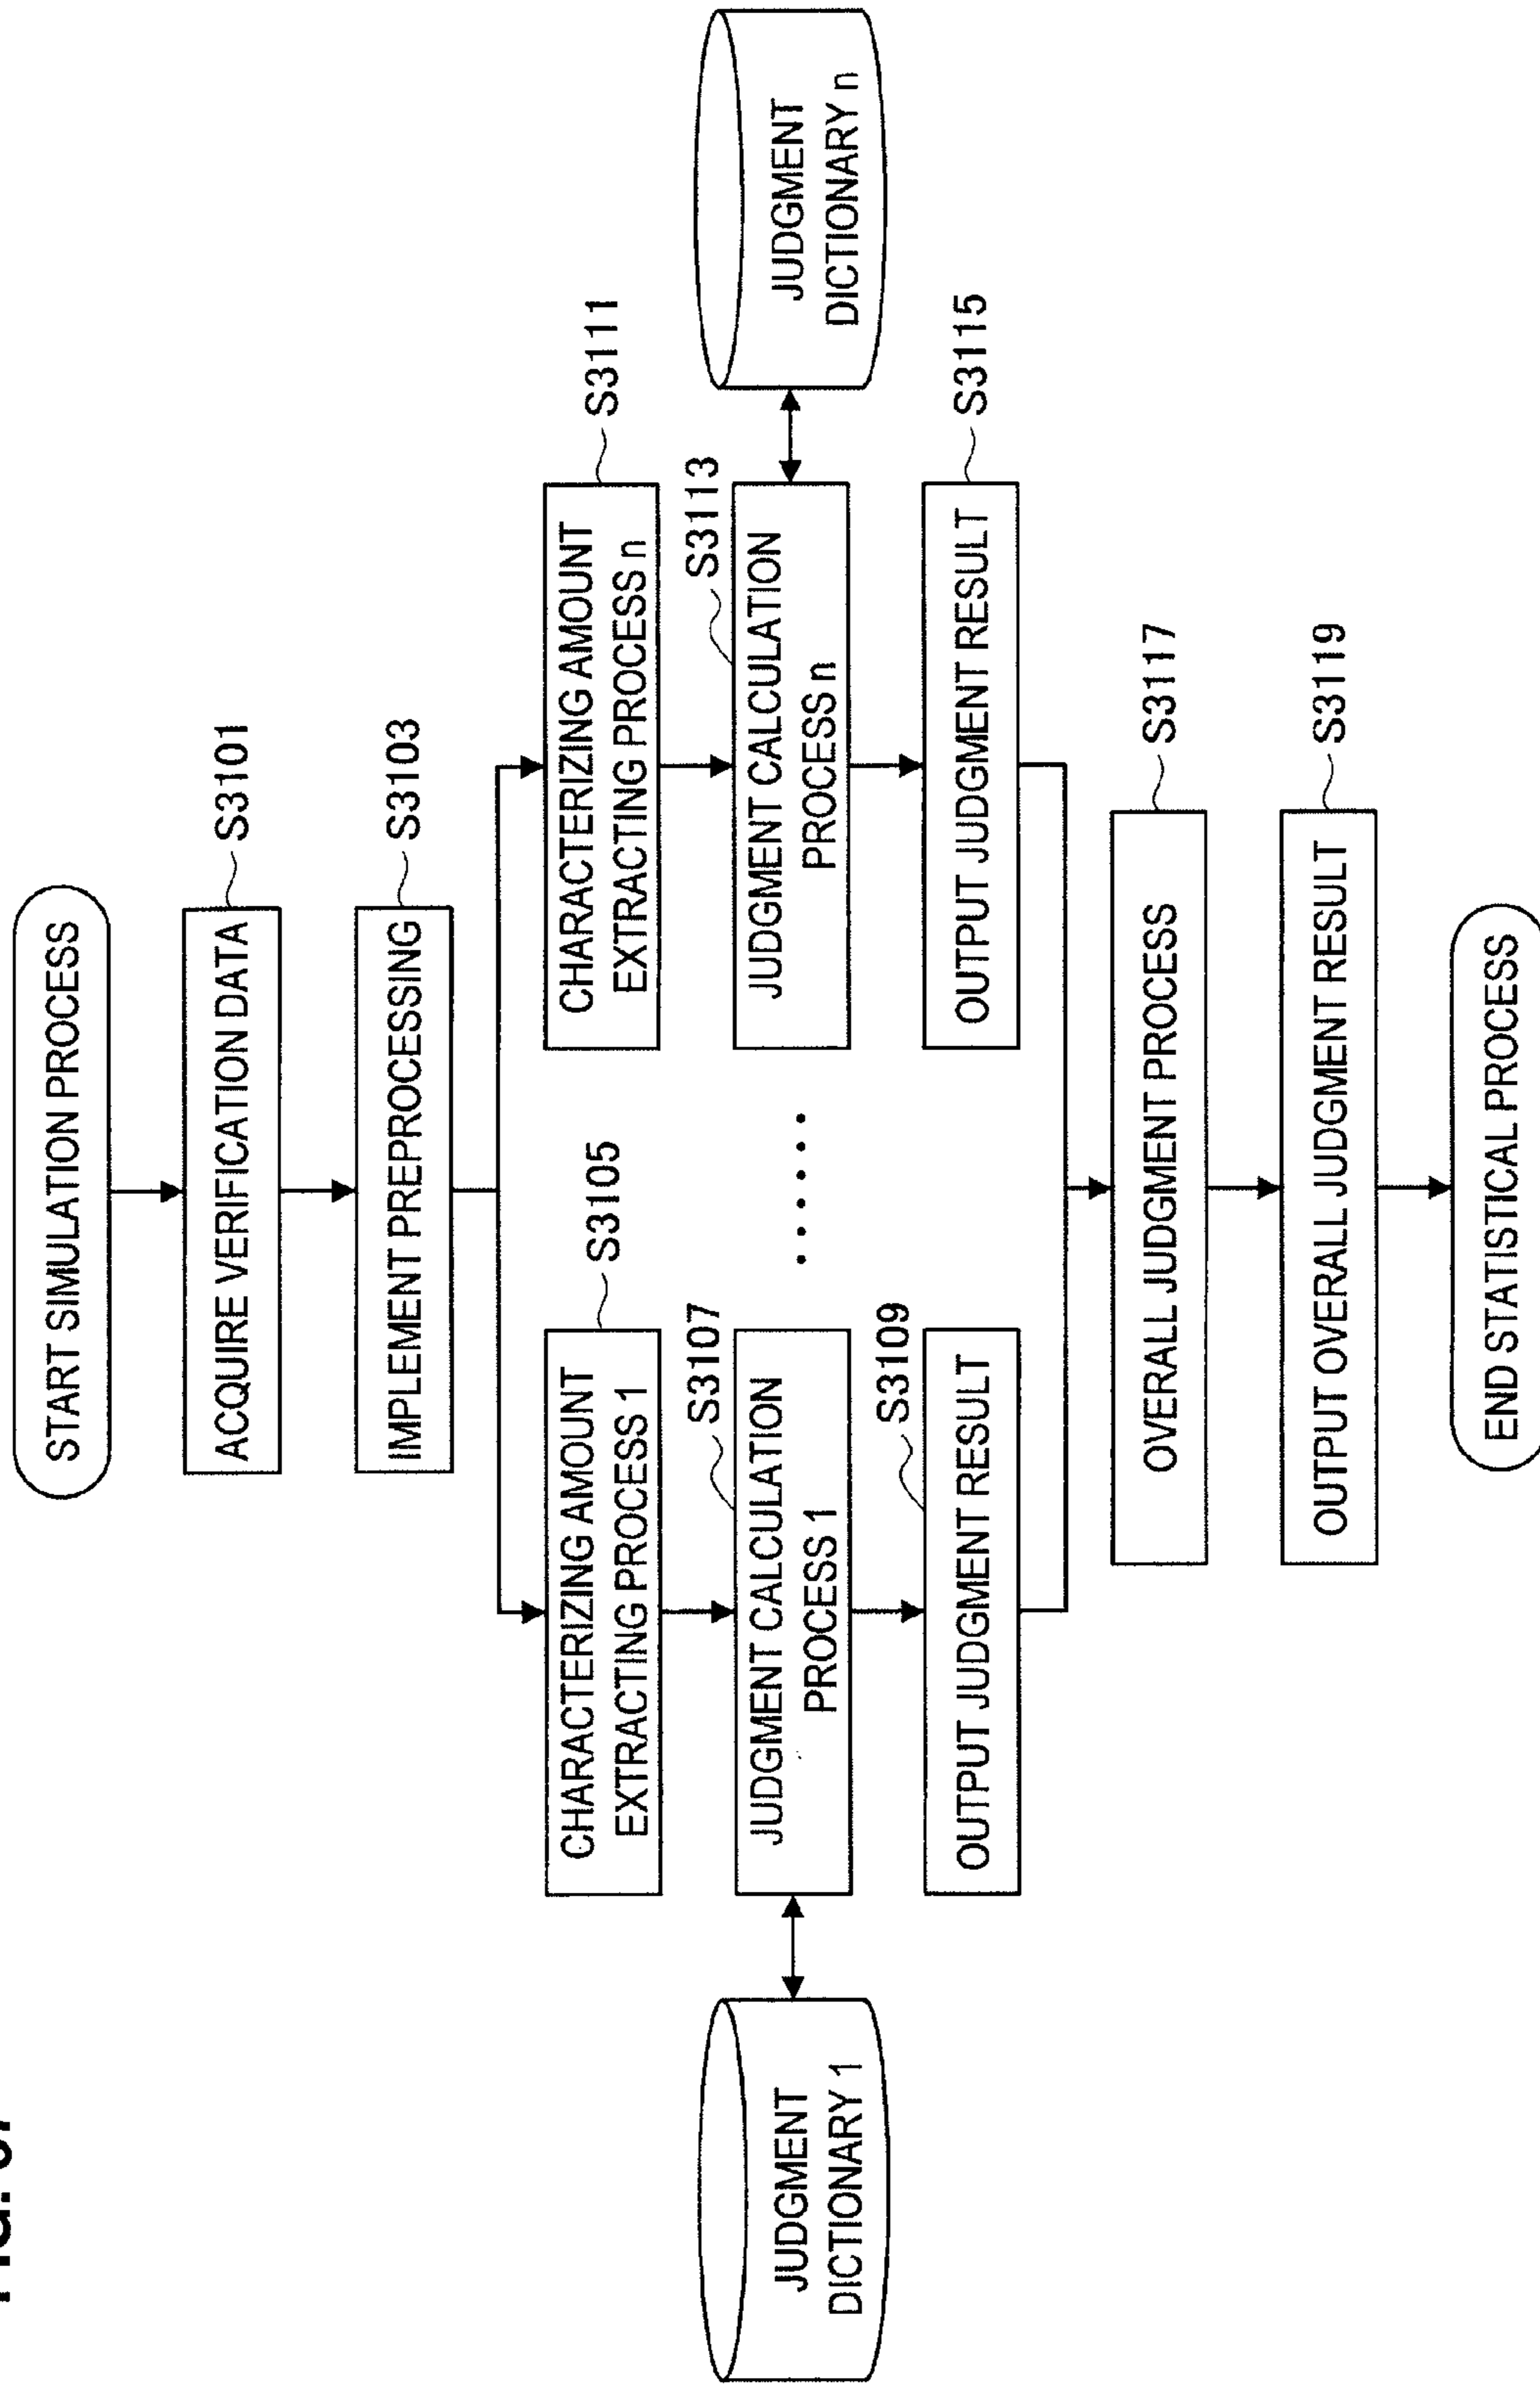 START SIMULATION PROCESS
ACQUIRE VERIFICATION DATA
S3101
IMPLEMENT PREPROCESSING
S3103
CHARACTERIZING AMOUNT
EXTRACTING PROCESS 1
S3105
JUDGMENT CALCULATION
PROCESS 1
S3107
JUDGMENT
DICTIONARY 1
OUTPUT JUDGMENT RESULT
S3109
......
CHARACTERIZING AMOUNT
EXTRACTING PROCESS n
S3111
JUDGMENT CALCULATION
PROCESS n
S3113
JUDGMENT
DICTIONARY n
OUTPUT JUDGMENT RESULT
S3115
OVERALL JUDGMENT PROCESS
S3117
OUTPUT OVERALL JUDGMENT RESULT
S3119
END STATISTICAL PROCESS